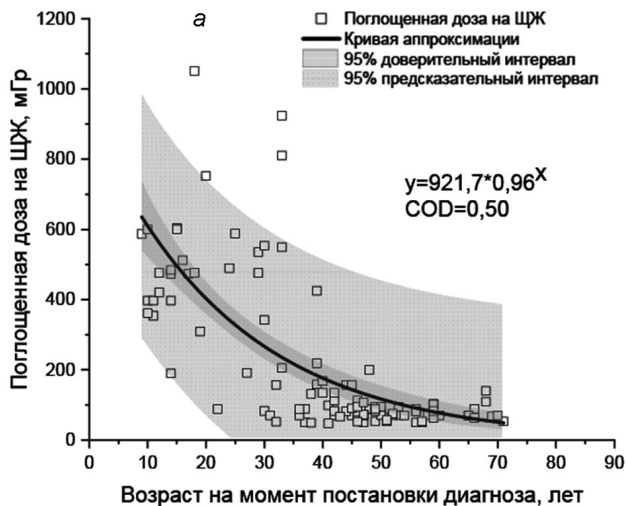 а
Поглощенная доза на ЩЖ
Кривая аппроксимации
95% доверительный интервал
95% предсказательный интервал
y=921,7*0,96^X
COD=0,50
Поглощенная доза на ЩЖ, мГр
1200
1000
800
600
400
200
0
0 10 20 30 40 50 60 70 80 90
Возраст на момент постановки диагноза, лет